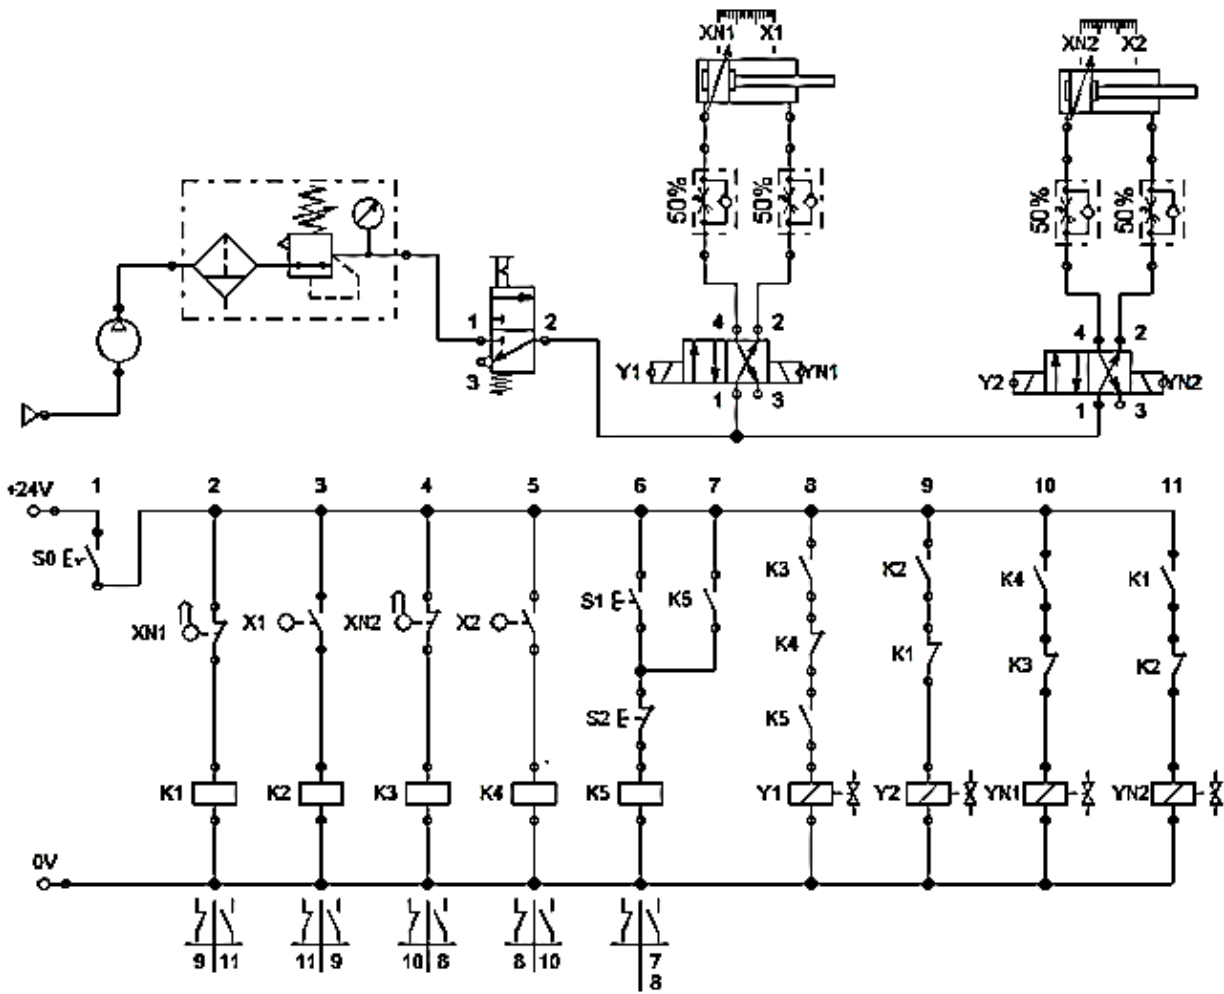 XN1 X1
XN2 X2
50% 50%
50% 50%
1 2
3
4 2
Y1 YN1
1 3
4 2
Y2 YN2
1 3
+24V 1 2 3 4 5 6 7 8 9 10 11
S0
K3 K2 K4 K1
XN1 X1 XN2 X2 S1 K5
K4 K1 K3 K2
S2 K5
K1 K2 K3 K4 K5 Y1 Y2 YN1 YN2
0V
9 11 11 9 10 8 8 10 7
8